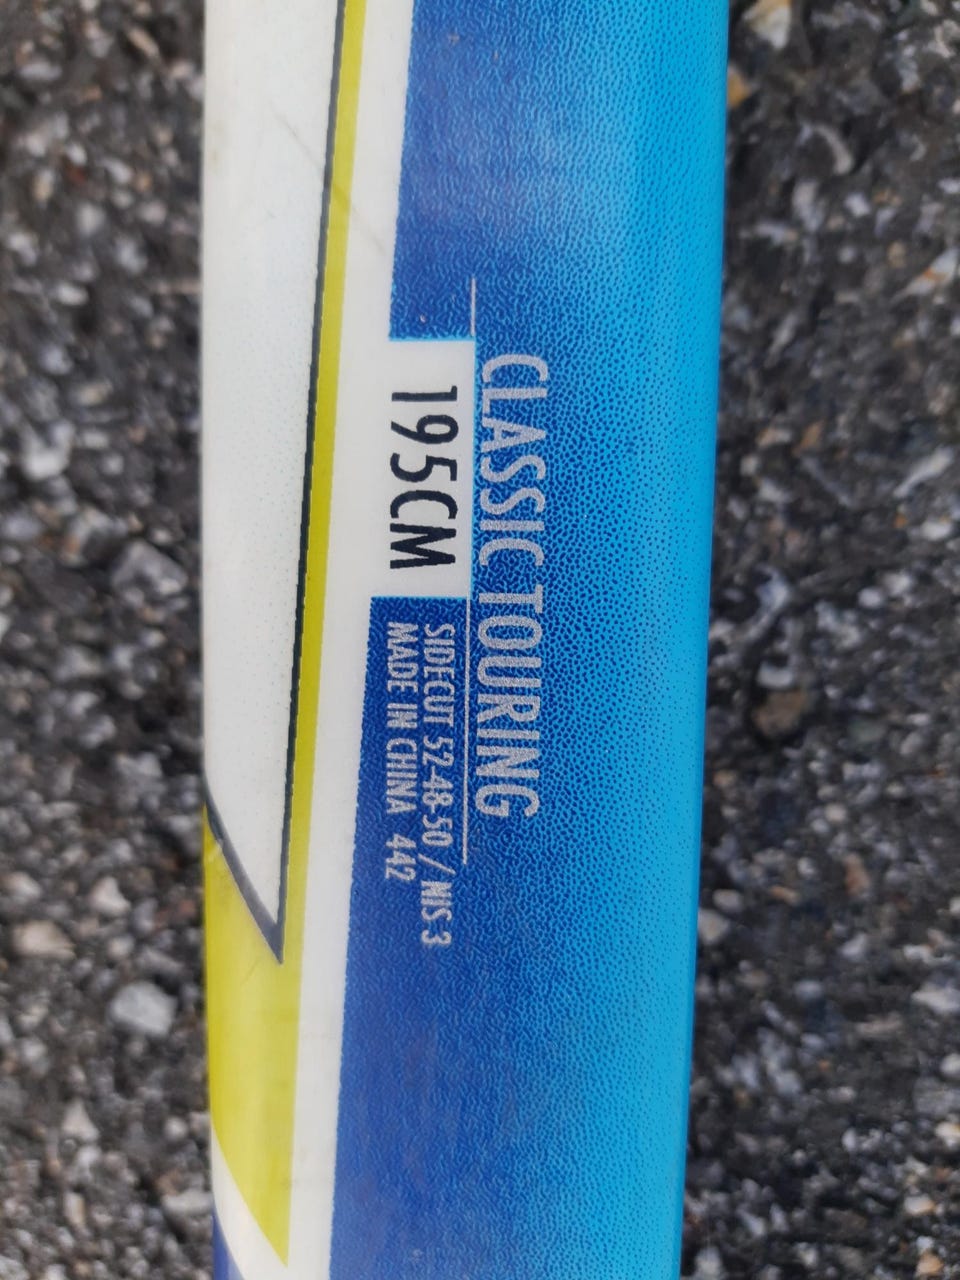 CLASSIC TOURING
195CM
SIDECUT 52-48-50 / NIS 3
MADE IN CHINA 442